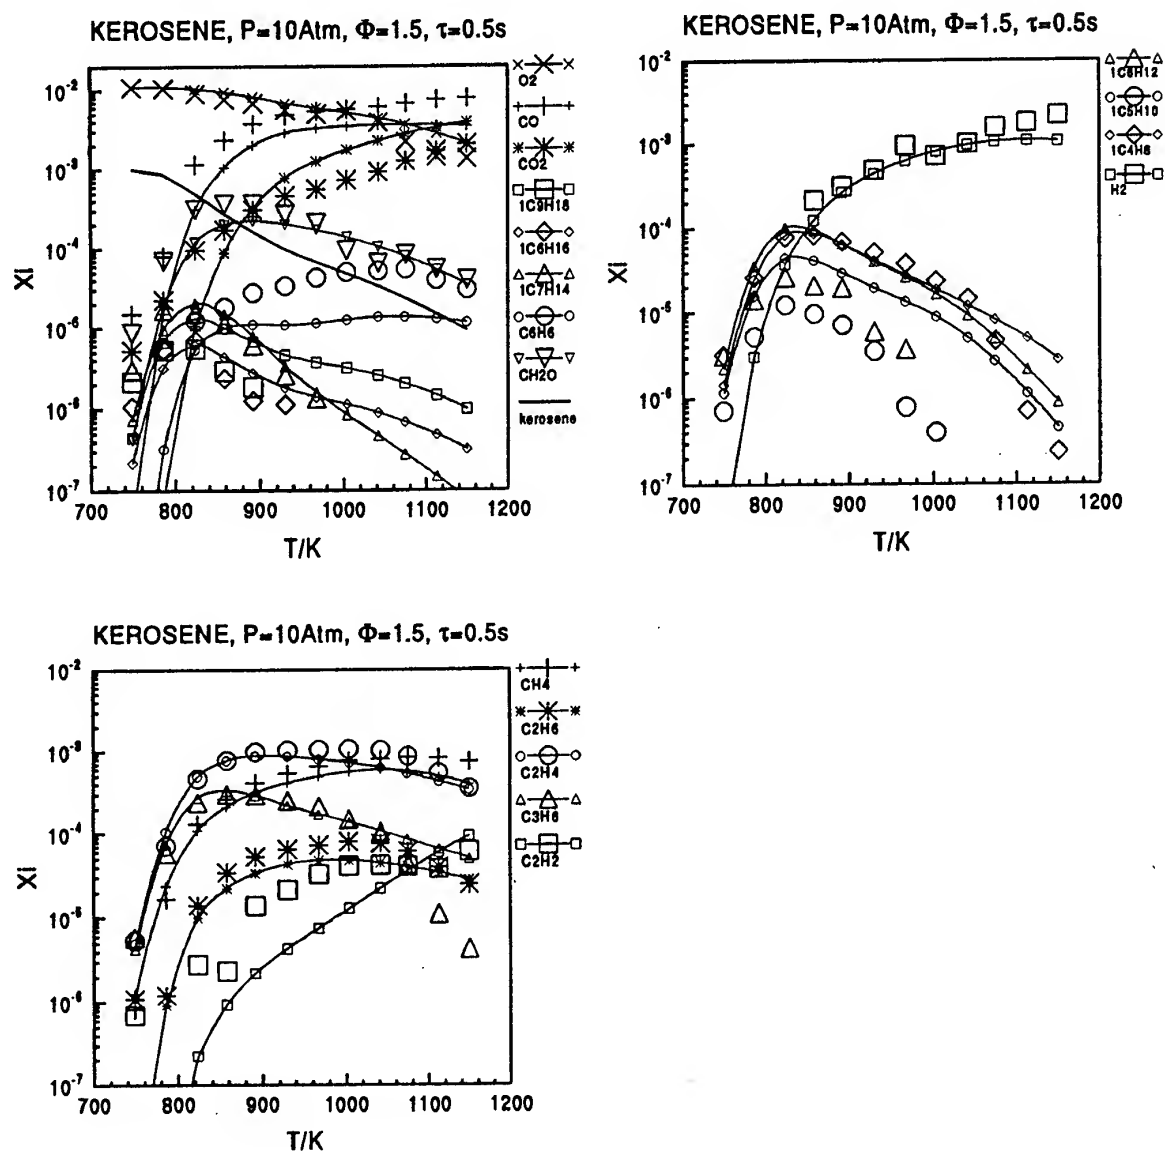 KEROSENE, P=10Atm, Φ=1.5, τ=0.5s
10-2
10-3
10-4
10-5
10-6
10-7
Xi
700 800 900 1000 1100 1200
T/K
O2
CO
CO2
1C9H18
1C6H16
1C7H14
C6H6
CH2O
kerosene
KEROSENE, P=10Atm, Φ=1.5, τ=0.5s
10-2
10-3
10-4
10-5
10-6
10-7
Xi
700 800 900 1000 1100 1200
T/K
1C6H12
1C5H10
1C4H8
H2
KEROSENE, P=10Atm, Φ=1.5, τ=0.5s
10-2
10-3
10-4
10-5
10-6
10-7
Xi
700 800 900 1000 1100 1200
T/K
CH4
C2H6
C2H4
C3H6
C2H2